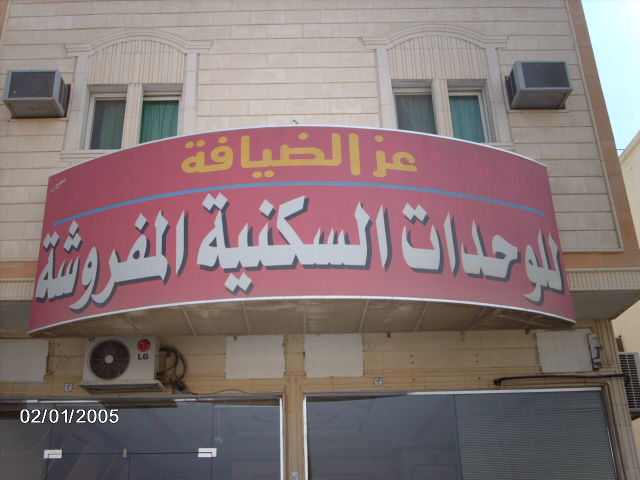 عز الضيافة
للوحدات السكنية المفروشة
LG
02/01/2005